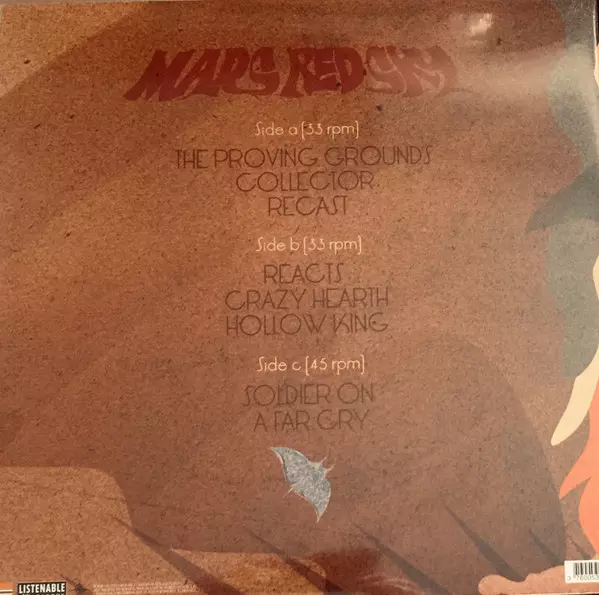 MARS RED SKY
Side a [33 rpm]
THE PROVING GROUNDS
COLLECTOR
RECAST
Side b [33 rpm]
REACTS
CRAZY HEARTH
HOLLOW KING
Side c [45 rpm]
SOLDIER ON
A FAR CRY
LISTENABLE